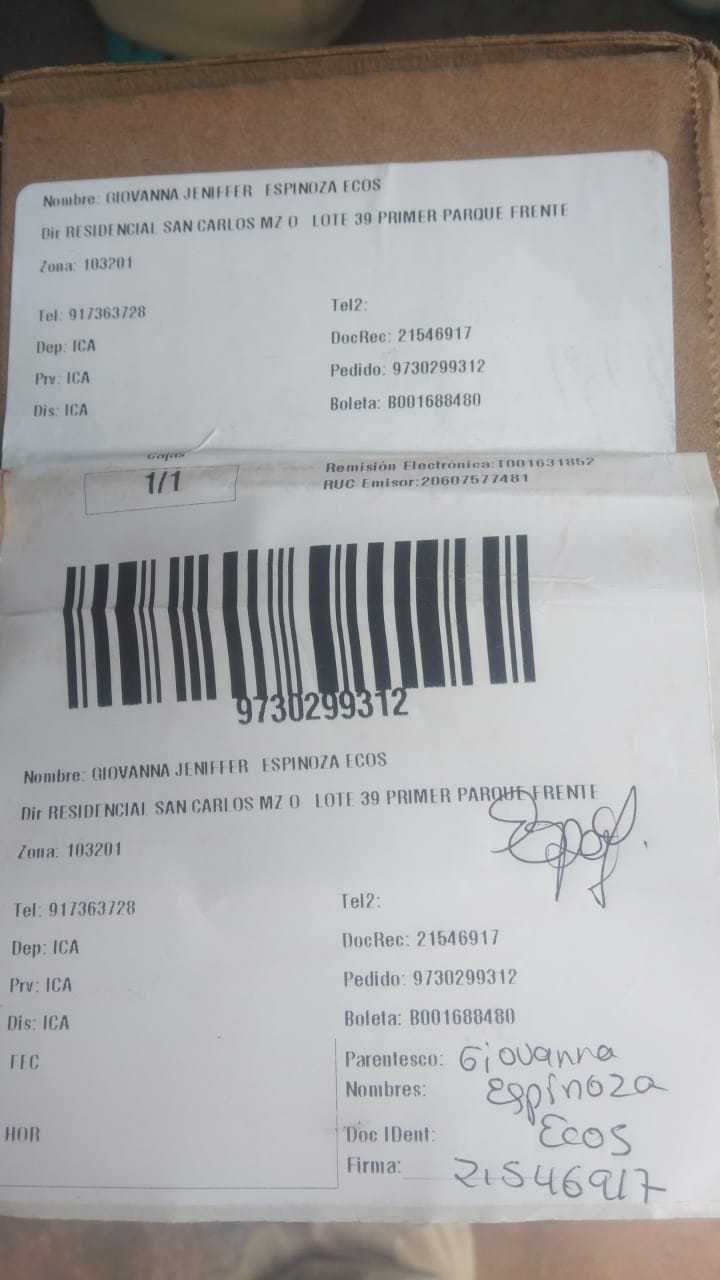 Nombre: GIOVANNA JENIFFER ESPINOZA ECOS
Dir RESIDENCIAL SAN CARLOS MZ O LOTE 39 PRIMER PARQUE FRENTE
Zona: 103201
Tel: 917363728
Tel2:
Dep: ICA
DocRec: 21546917
Prv: ICA
Pedido: 9730299312
Dis: ICA
Boleta: B001688480
Cajas
1/1
Remisión Electrónica:T001631852
RUC Emisor:20607577481
9730299312
Nombre: GIOVANNA JENIFFER ESPINOZA ECOS
Dir RESIDENCIAL SAN CARLOS MZ O LOTE 39 PRIMER PARQUE FRENTE
Zona: 103201
Tel: 917363728
Tel2:
Dep: ICA
DocRec: 21546917
Prv: ICA
Pedido: 9730299312
Dis: ICA
Boleta: B001688480
FEC
Parentesco: Giovanna
Nombres: Espinoza
HOR
Doc IDent: Ecos
Firma: 21546917